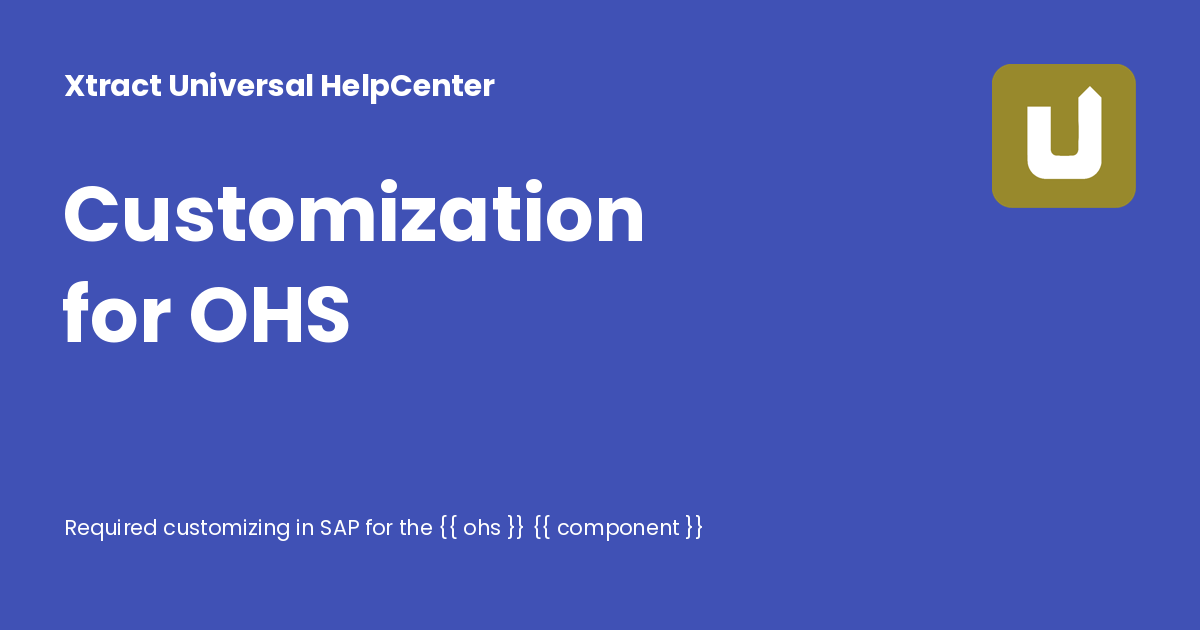 Xtract Universal HelpCenter
Customization
for OHS
Required customizing in SAP for the {{ ohs }} {{ component }}